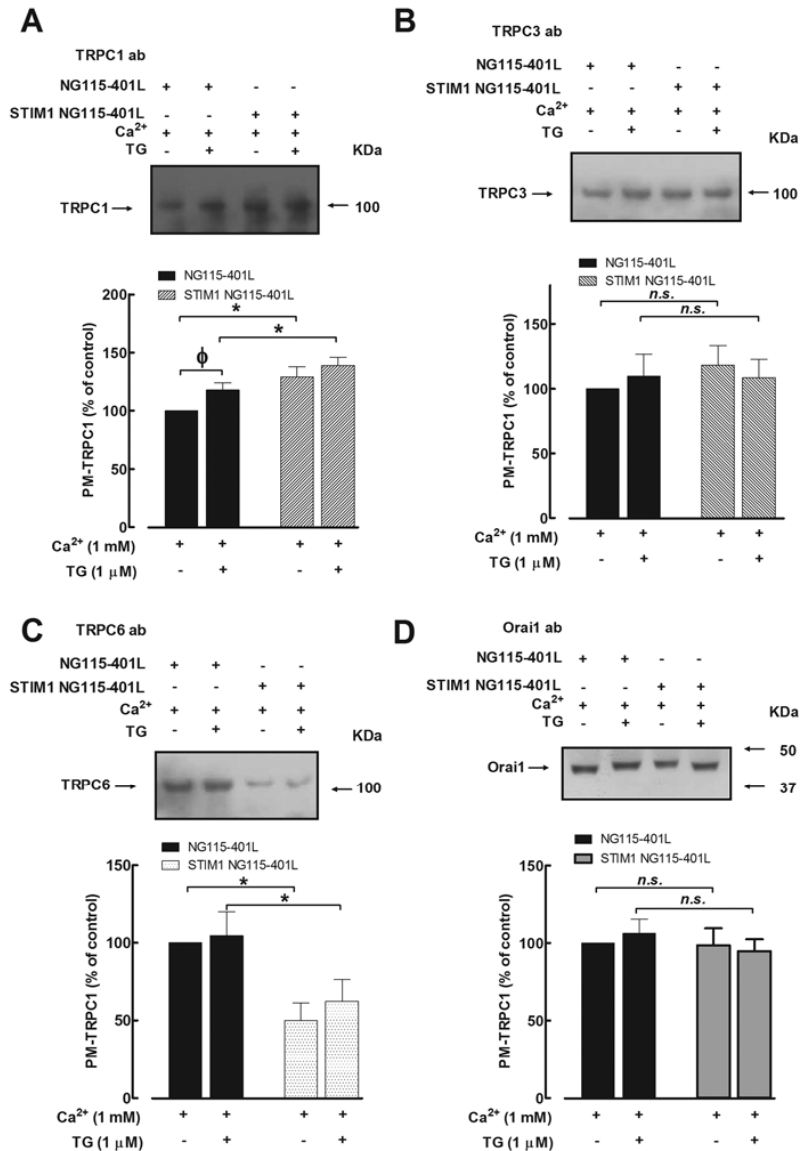 A
TRPC1 ab
NG115-401L + + - -
STIM1 NG115-401L - - + +
Ca2+ + + + +
TG - + - +
KDa
TRPC1 → ← 100
NG115-401L
STIM1 NG115-401L
200
150
100
50
0
PM-TRPC1 (% of control)
* * ϕ
Ca2+ (1 mM) + + + +
TG (1 µM) - + - +
B
TRPC3 ab
NG115-401L + + - -
STIM1 NG115-401L - - + +
Ca2+ + + + +
TG - + - +
KDa
TRPC3 → ← 100
NG115-401L
STIM1 NG115-401L
150
100
50
0
PM-TRPC1 (% of control)
n.s.
n.s.
Ca2+ (1 mM) + + + +
TG (1 µM) - + - +
C
TRPC6 ab
NG115-401L + + - -
STIM1 NG115-401L - - + +
Ca2+ + + + +
TG - + - +
KDa
TRPC6 → ← 100
NG115-401L
STIM1 NG115-401L
150
100
50
0
PM-TRPC1 (% of control)
* *
Ca2+ (1 mM) + + + +
TG (1 µM) - + - +
D
Orai1 ab
NG115-401L + + - -
STIM1 NG115-401L - - + +
Ca2+ + + + +
TG - + - +
KDa
← 50
Orai1 →
← 37
NG115-401L
STIM1 NG115-401L
150
100
50
0
PM-TRPC1 (% of control)
n.s.
n.s.
Ca2+ (1 mM) + + + +
TG (1 µM) - + - +